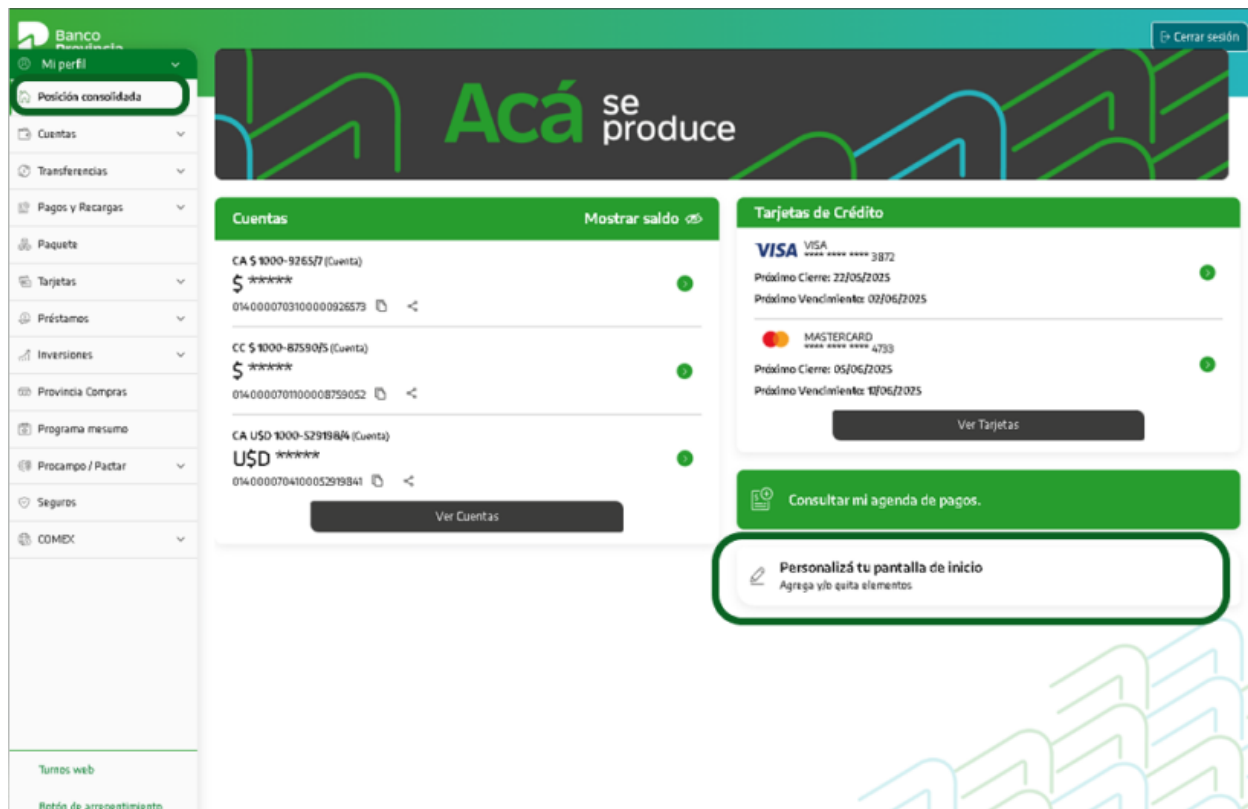 Banco
Provincia
Cerrar sesión
Mi perfil
Posición consolidada
Cuentas
Transferencias
Pagos y Recargas
Paquete
Tarjetas
Préstamos
Inversiones
Provincia Compras
Programa mesumo
Procampo / Pactar
Seguros
COMEX
Turnos web
Botón de arrepentimiento
Acá se
produce
Cuentas Mostrar saldo
CA $ 1000-9265/7 (Cuenta)
$ *****
0140000703100000926573
CC $ 1000-87590/5 (Cuenta)
$ *****
0140000701100008759052
CA U$D 1000-529198/4 (Cuenta)
U$D *****
0140000704100052919841
Ver Cuentas
Tarjetas de Crédito
VISA VISA
**** **** **** 3872
Próximo Cierre: 22/05/2025
Próximo Vencimiento: 02/06/2025
MASTERCARD
**** **** **** 4733
Próximo Cierre: 05/06/2025
Próximo Vencimiento:
Ver Tarjetas
Consultar mi agenda de pagos.
Personalizá tu pantalla de inicio
Agrega y/o quita elementos